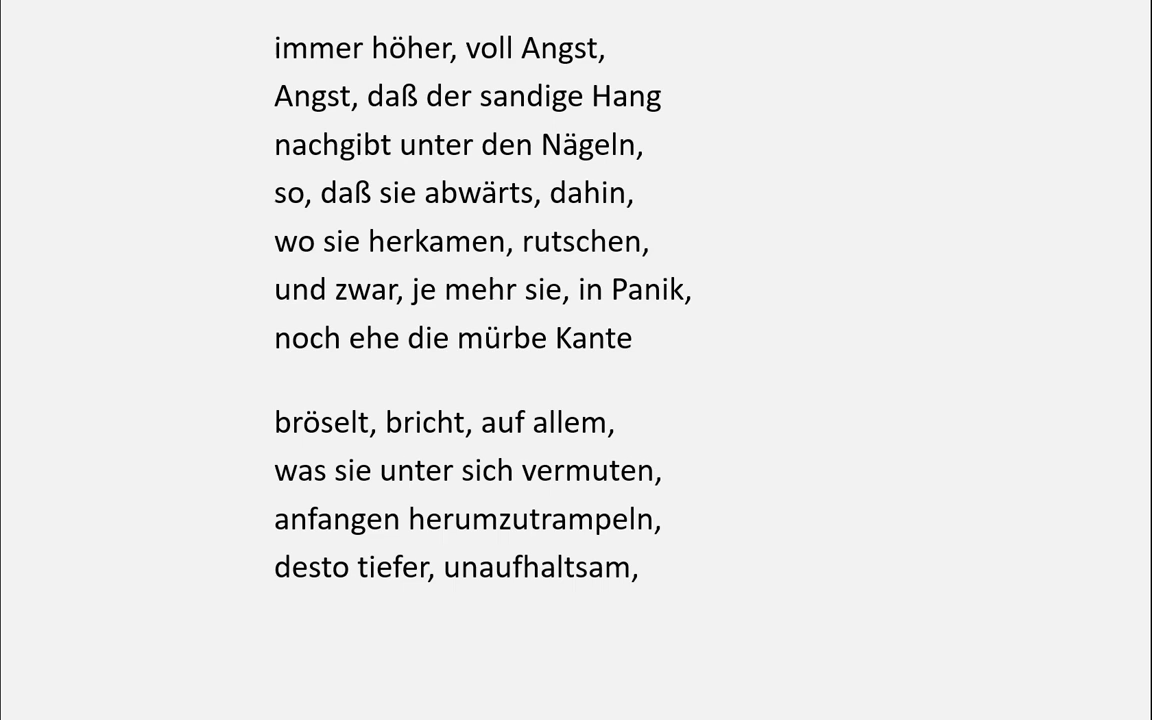 immer höher, voll Angst,
Angst, daß der sandige Hang
nachgibt unter den Nägeln,
so, daß sie abwärts, dahin,
wo sie herkamen, rutschen,
und zwar, je mehr sie, in Panik,
noch ehe die mürbe Kante
bröselt, bricht, auf allem,
was sie unter sich vermuten,
anfangen herumzutrampeln,
desto tiefer, unaufhaltsam,